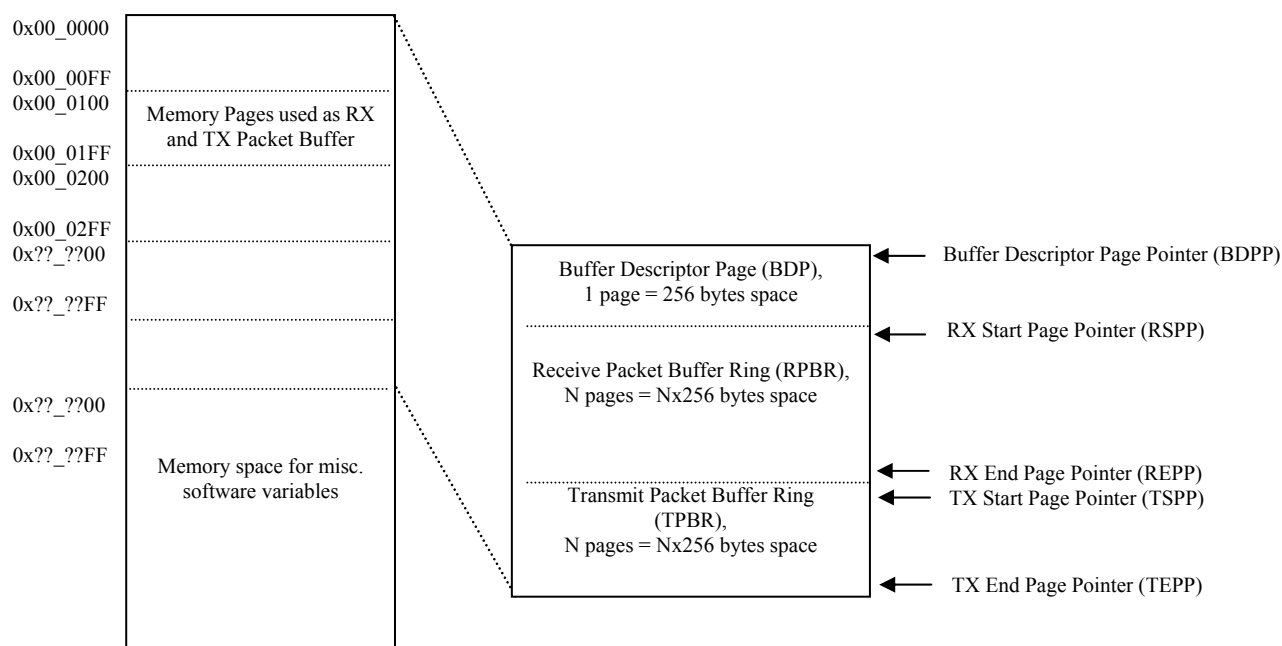 0x00_0000
0x00_00FF
0x00_0100
0x00_01FF
0x00_0200
0x00_02FF
0x??_??00
0x??_??FF
0x??_??00
0x??_??FF
Memory Pages used as RX
and TX Packet Buffer
Memory space for misc.
software variables
Buffer Descriptor Page (BDP),
1 page = 256 bytes space
Receive Packet Buffer Ring (RPBR),
N pages = Nx256 bytes space
Transmit Packet Buffer Ring
(TPBR),
N pages = Nx256 bytes space
Buffer Descriptor Page Pointer (BDPP)
RX Start Page Pointer (RSPP)
RX End Page Pointer (REPP)
TX Start Page Pointer (TSPP)
TX End Page Pointer (TEPP)